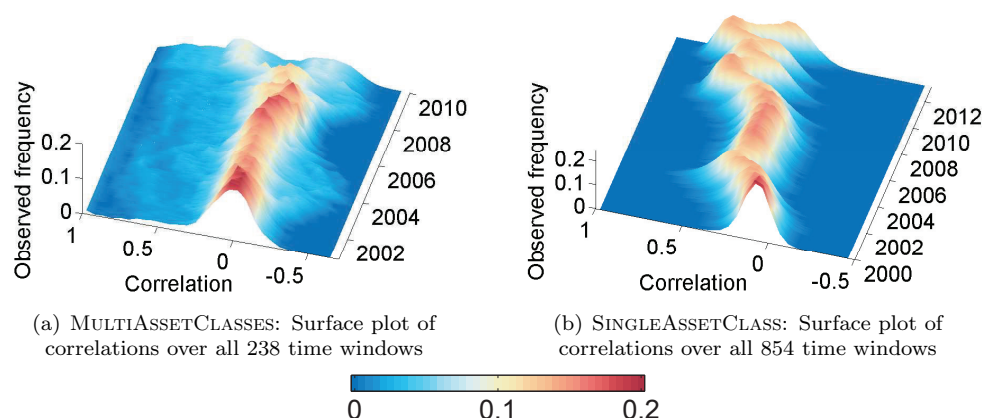 Observed frequency
0.2
0.1
0
1
0.5
0
-0.5
Correlation
2002
2004
2006
2008
2010
(a) MULTIASSETCLASSES: Surface plot of
correlations over all 238 time windows
Observed frequency
0.2
0.1
0
1
0.5
0
-0.5
Correlation
2000
2002
2004
2006
2008
2010
2012
(b) SINGLEASSETCLASS: Surface plot of
correlations over all 854 time windows
0 0.1 0.2